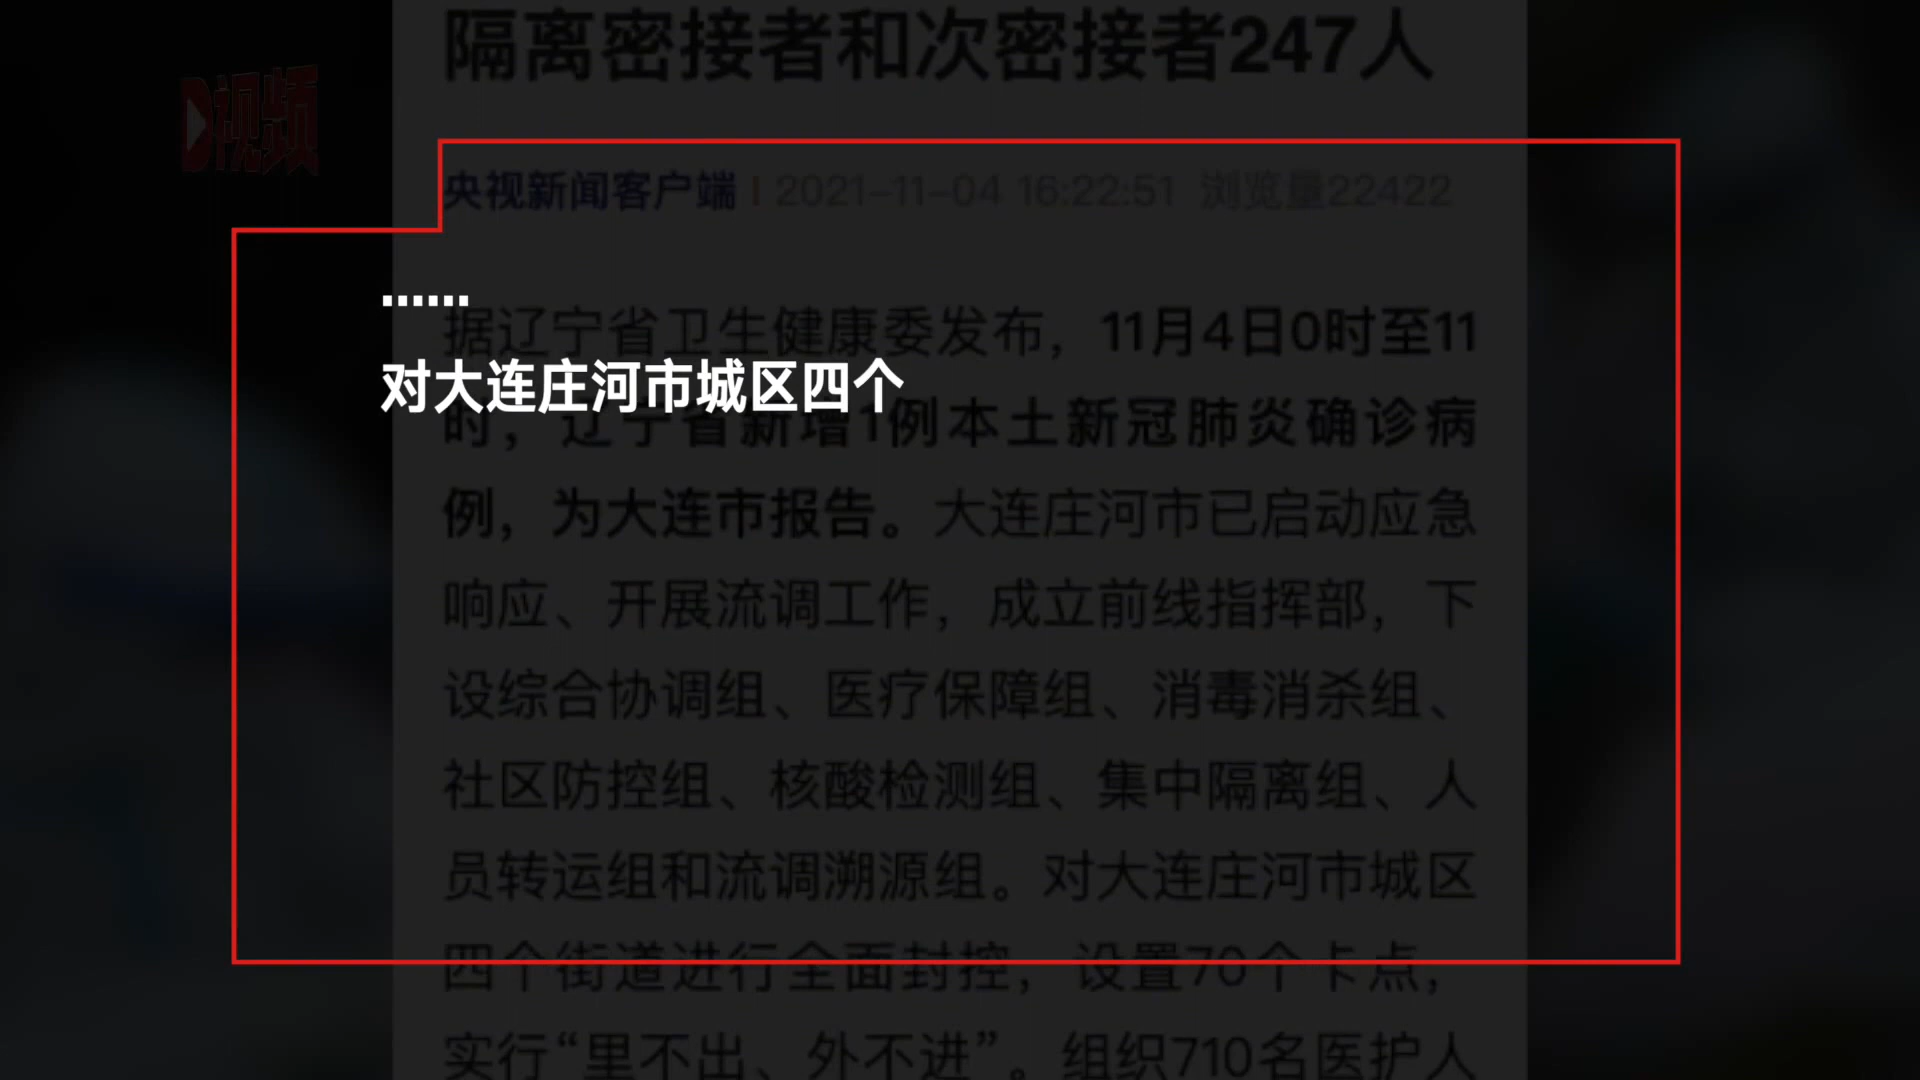 隔离密接者和次密接者247人
D视频
央视新闻客户端 | 2021-11-04 16:22:51 浏览量22422
……
据辽宁省卫生健康委发布，11月4日0时至11
对大连庄河市城区四个
时，辽宁省新增1例本土新冠肺炎确诊病
例，为大连市报告。大连庄河市已启动应急
响应、开展流调工作，成立前线指挥部，下
设综合协调组、医疗保障组、消毒消杀组、
社区防控组、核酸检测组、集中隔离组、人
员转运组和流调溯源组。对大连庄河市城区
四个街道进行全面封控，设置70个卡点，
实行“里不出、外不进”。组织710名医护人